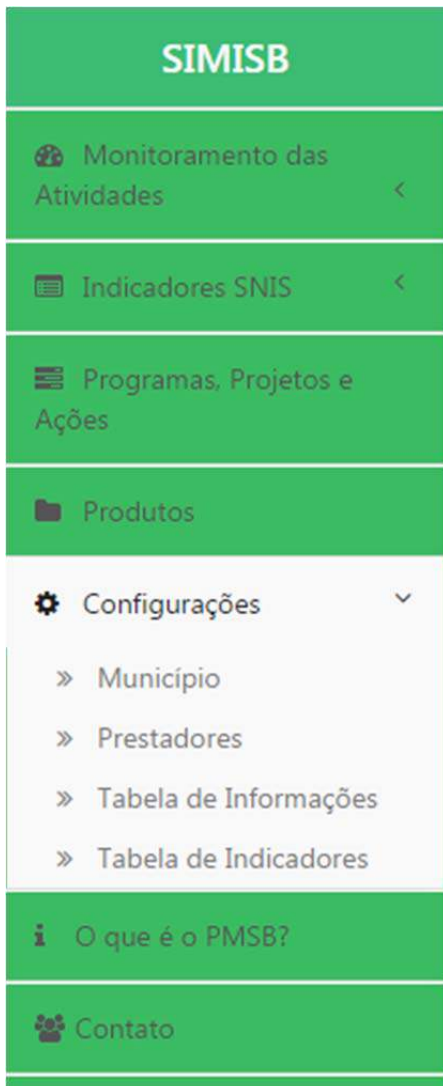 SIMISB
Monitoramento das
Atividades
Indicadores SNIS
Programas, Projetos e
Ações
Produtos
Configurações
Município
Prestadores
Tabela de Informações
Tabela de Indicadores
O que é o PMSB?
Contato